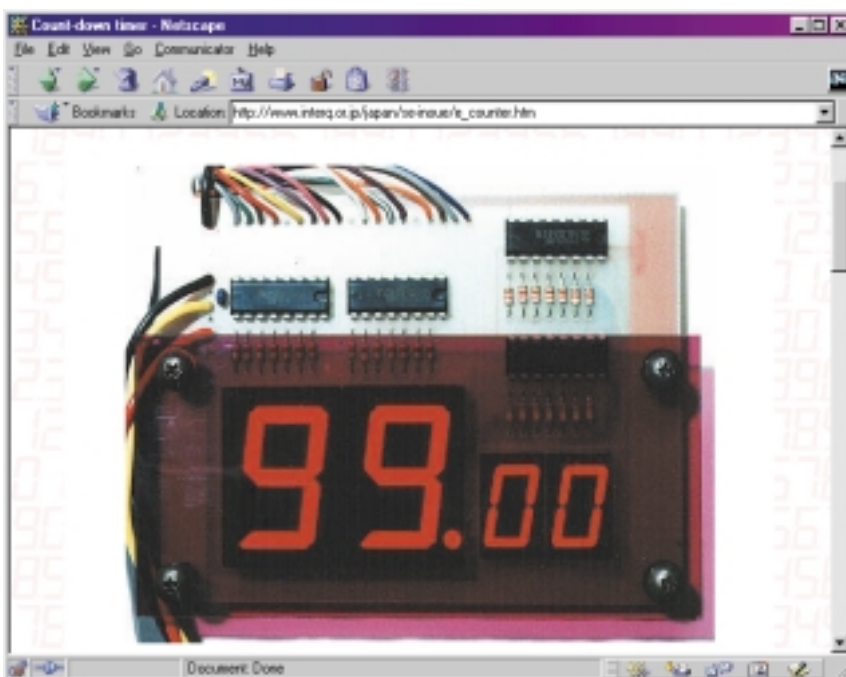 Count-down timer - Netscape
File Edit View Go Communicator Help
Bookmarks Location: http://www.interq.or.jp/japan/se-inoue/e_counter.htm
99.00
Document: Done